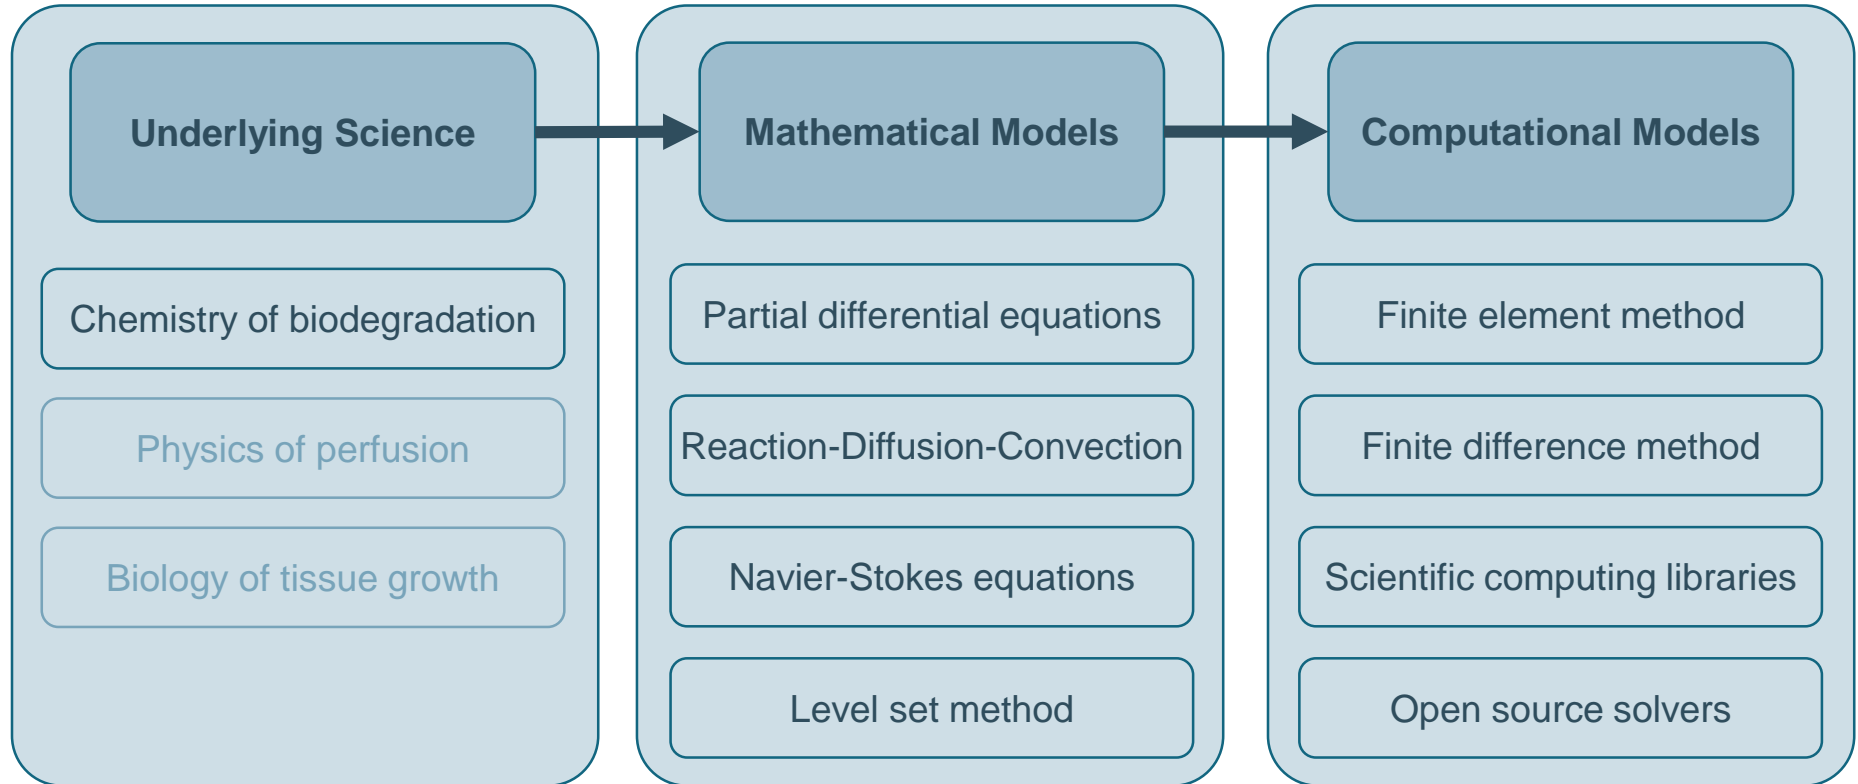 Underlying Science
Chemistry of biodegradation
Physics of perfusion
Biology of tissue growth
Mathematical Models
Partial differential equations
Reaction-Diffusion-Convection
Navier-Stokes equations
Level set method
Computational Models
Finite element method
Finite difference method
Scientific computing libraries
Open source solvers